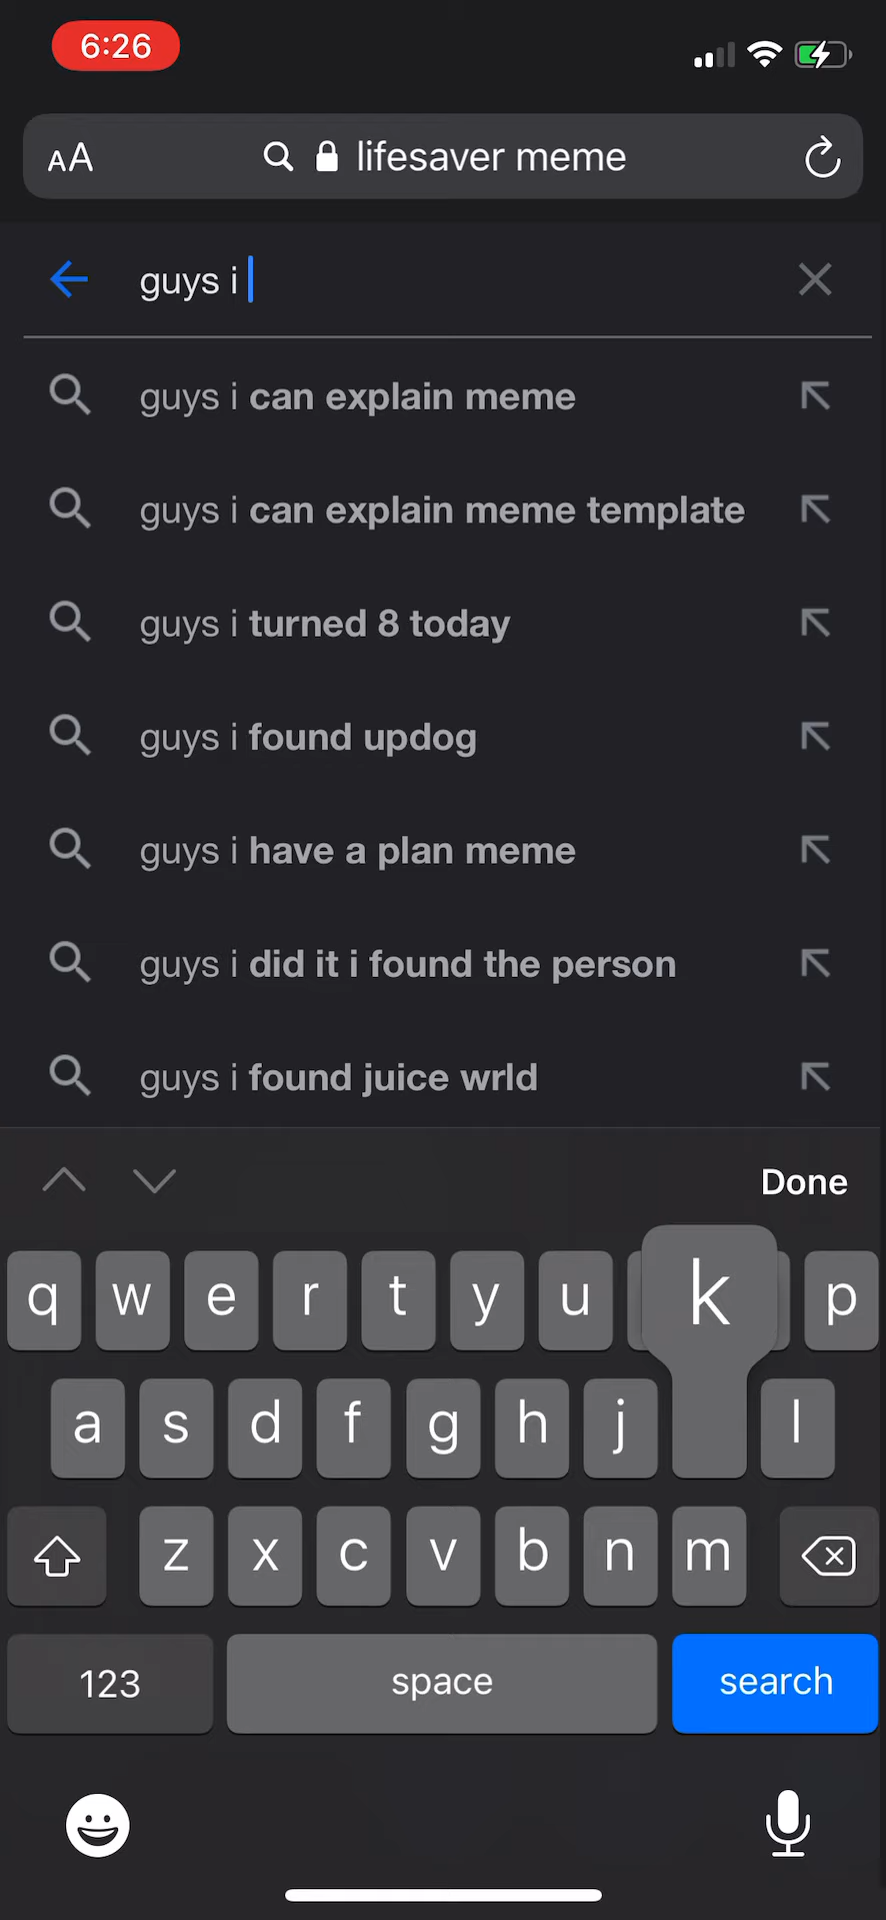 6:26
AA lifesaver meme
guys i
guys i can explain meme
guys i can explain meme template
guys i turned 8 today
guys i found updog
guys i have a plan meme
guys i did it i found the person
guys i found juice wrld
Done
q w e r t y u k p
a s d f g h j l
z x c v b n m
123 space search